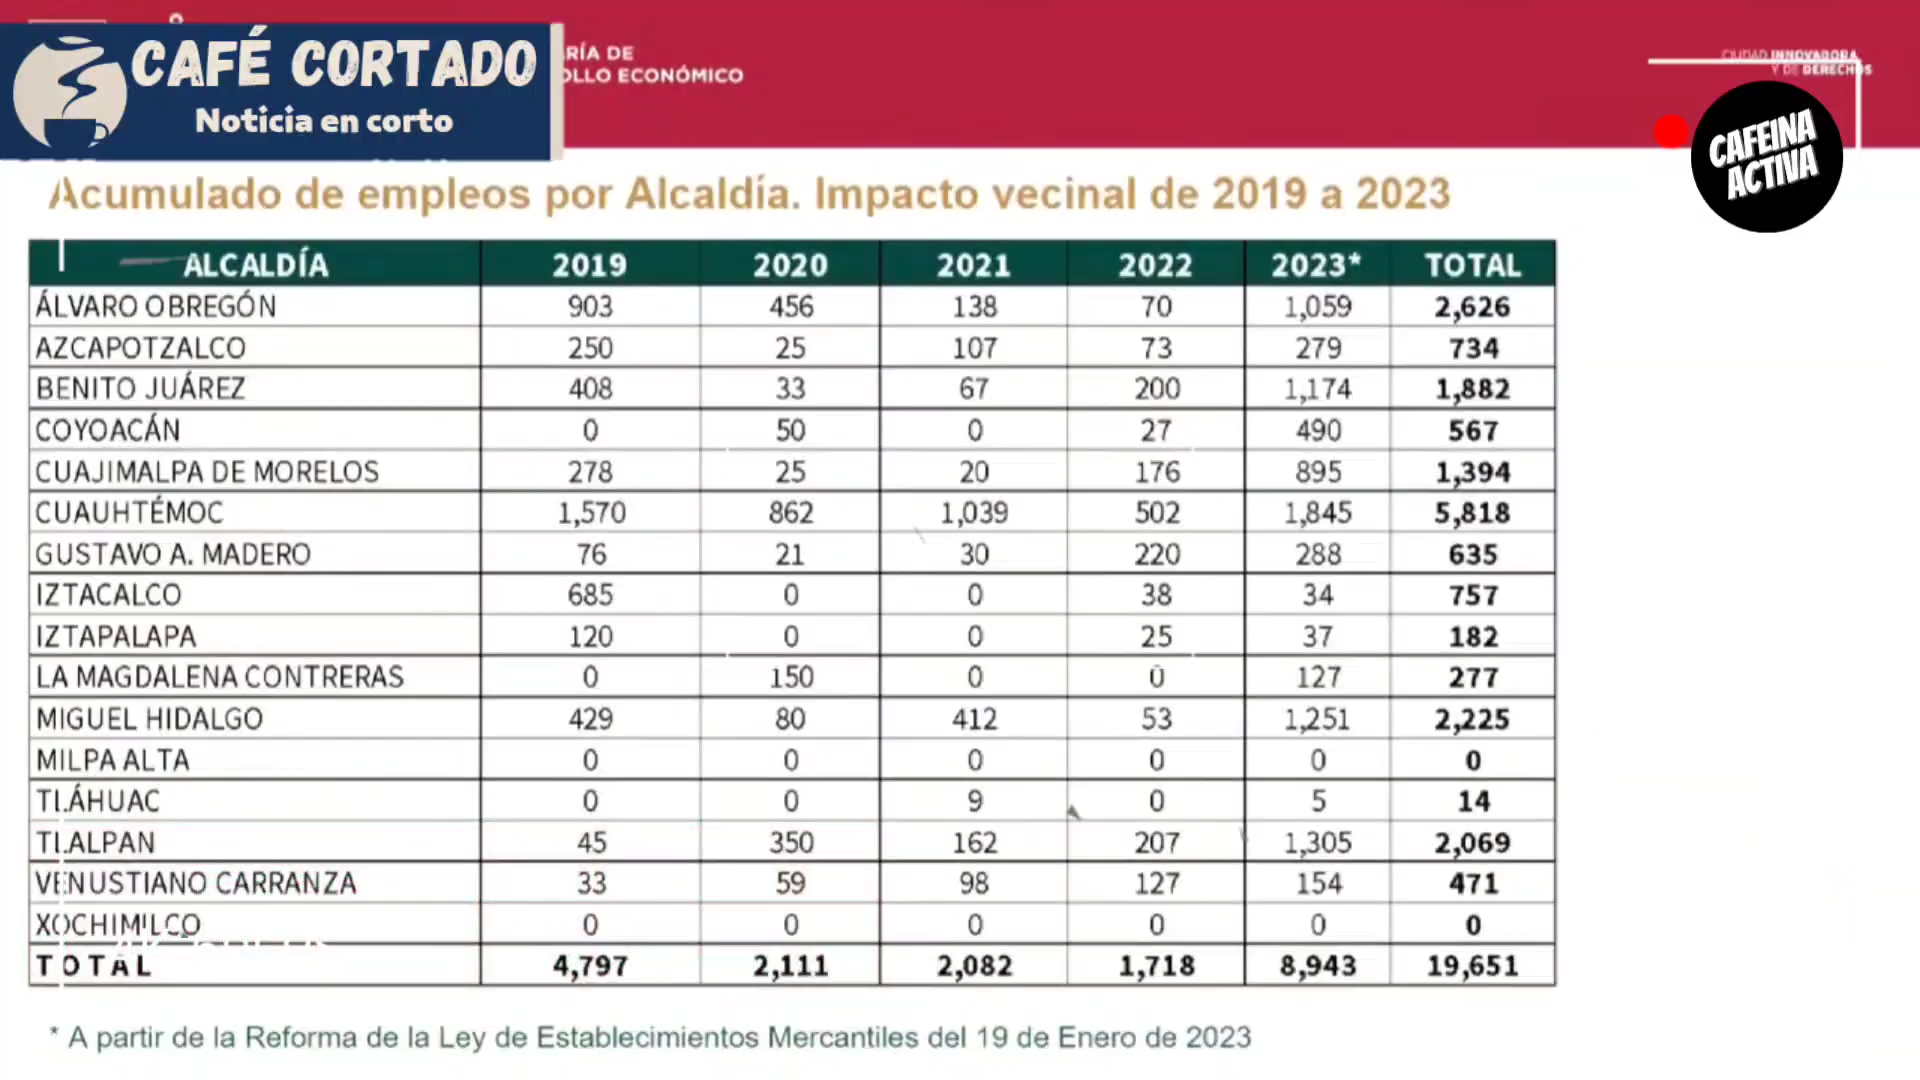 CAFÉ CORTADO
Noticia en corto
RÍA DE
OLLO ECONÓMICO
CIUDAD INNOVADORA
Y DE DERECHOS
CAFEINA
ACTIVA
Acumulado de empleos por Alcaldía. Impacto vecinal de 2019 a 2023
ALCALDÍA 2019 2020 2021 2022 2023* TOTAL
ÁLVARO OBREGÓN 903 456 138 70 1,059 2,626
AZCAPOTZALCO 250 25 107 73 279 734
BENITO JUÁREZ 408 33 67 200 1,174 1,882
COYOACÁN 0 50 0 27 490 567
CUAJIMALPA DE MORELOS 278 25 20 176 895 1,394
CUAUHTÉMOC 1,570 862 1,039 502 1,845 5,818
GUSTAVO A. MADERO 76 21 30 220 288 635
IZTACALCO 685 0 0 38 34 757
IZTAPALAPA 120 0 0 25 37 182
LA MAGDALENA CONTRERAS 0 150 0 0 127 277
MIGUEL HIDALGO 429 80 412 53 1,251 2,225
MILPA ALTA 0 0 0 0 0 0
TLÁHUAC 0 0 9 0 5 14
TLALPAN 45 350 162 207 1,305 2,069
VENUSTIANO CARRANZA 33 59 98 127 154 471
XOCHIMILCO 0 0 0 0 0 0
TOTAL 4,797 2,111 2,082 1,718 8,943 19,651
* A partir de la Reforma de la Ley de Establecimientos Mercantiles del 19 de Enero de 2023